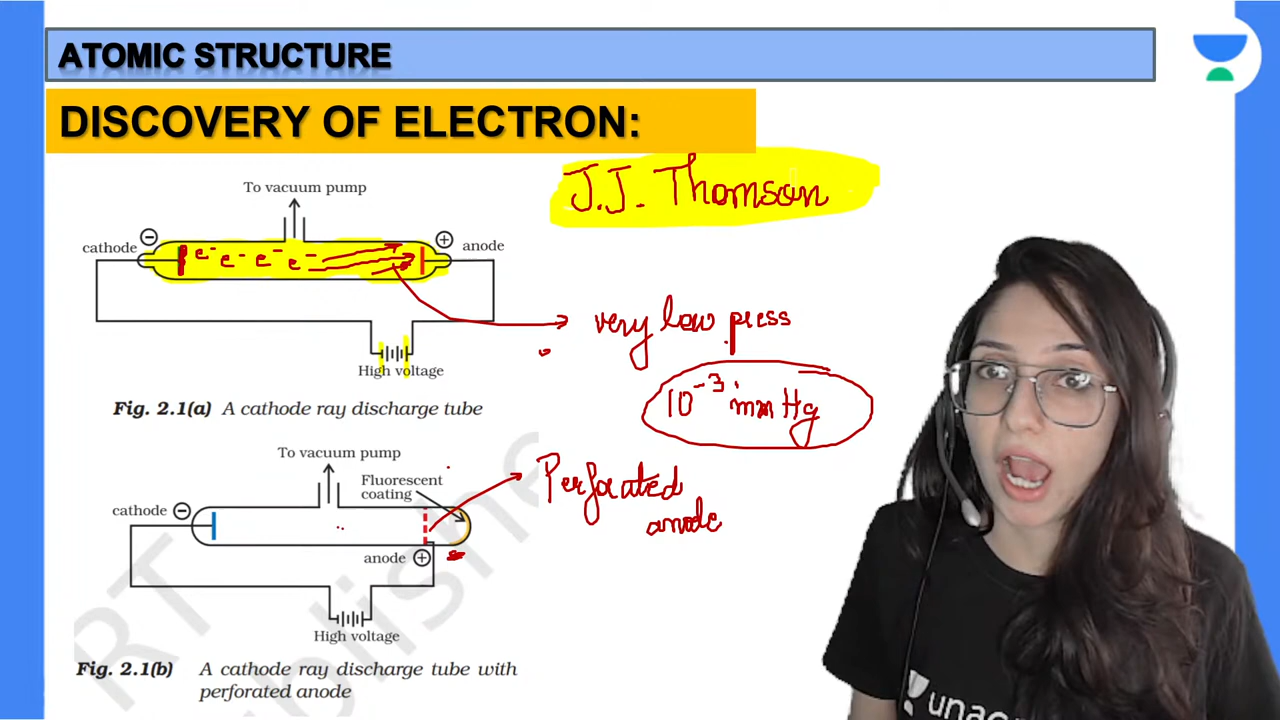 ATOMIC STRUCTURE
DISCOVERY OF ELECTRON:
J.J. Thomson
To vacuum pump
cathode
−
e⁻ e⁻ e⁻ e⁻
+
anode
very low press
High voltage
10⁻³ mm Hg
Fig. 2.1(a) A cathode ray discharge tube
To vacuum pump
Fluorescent
coating
Perforated
anode
cathode
−
anode
+
High voltage
Fig. 2.1(b) A cathode ray discharge tube with
perforated anode